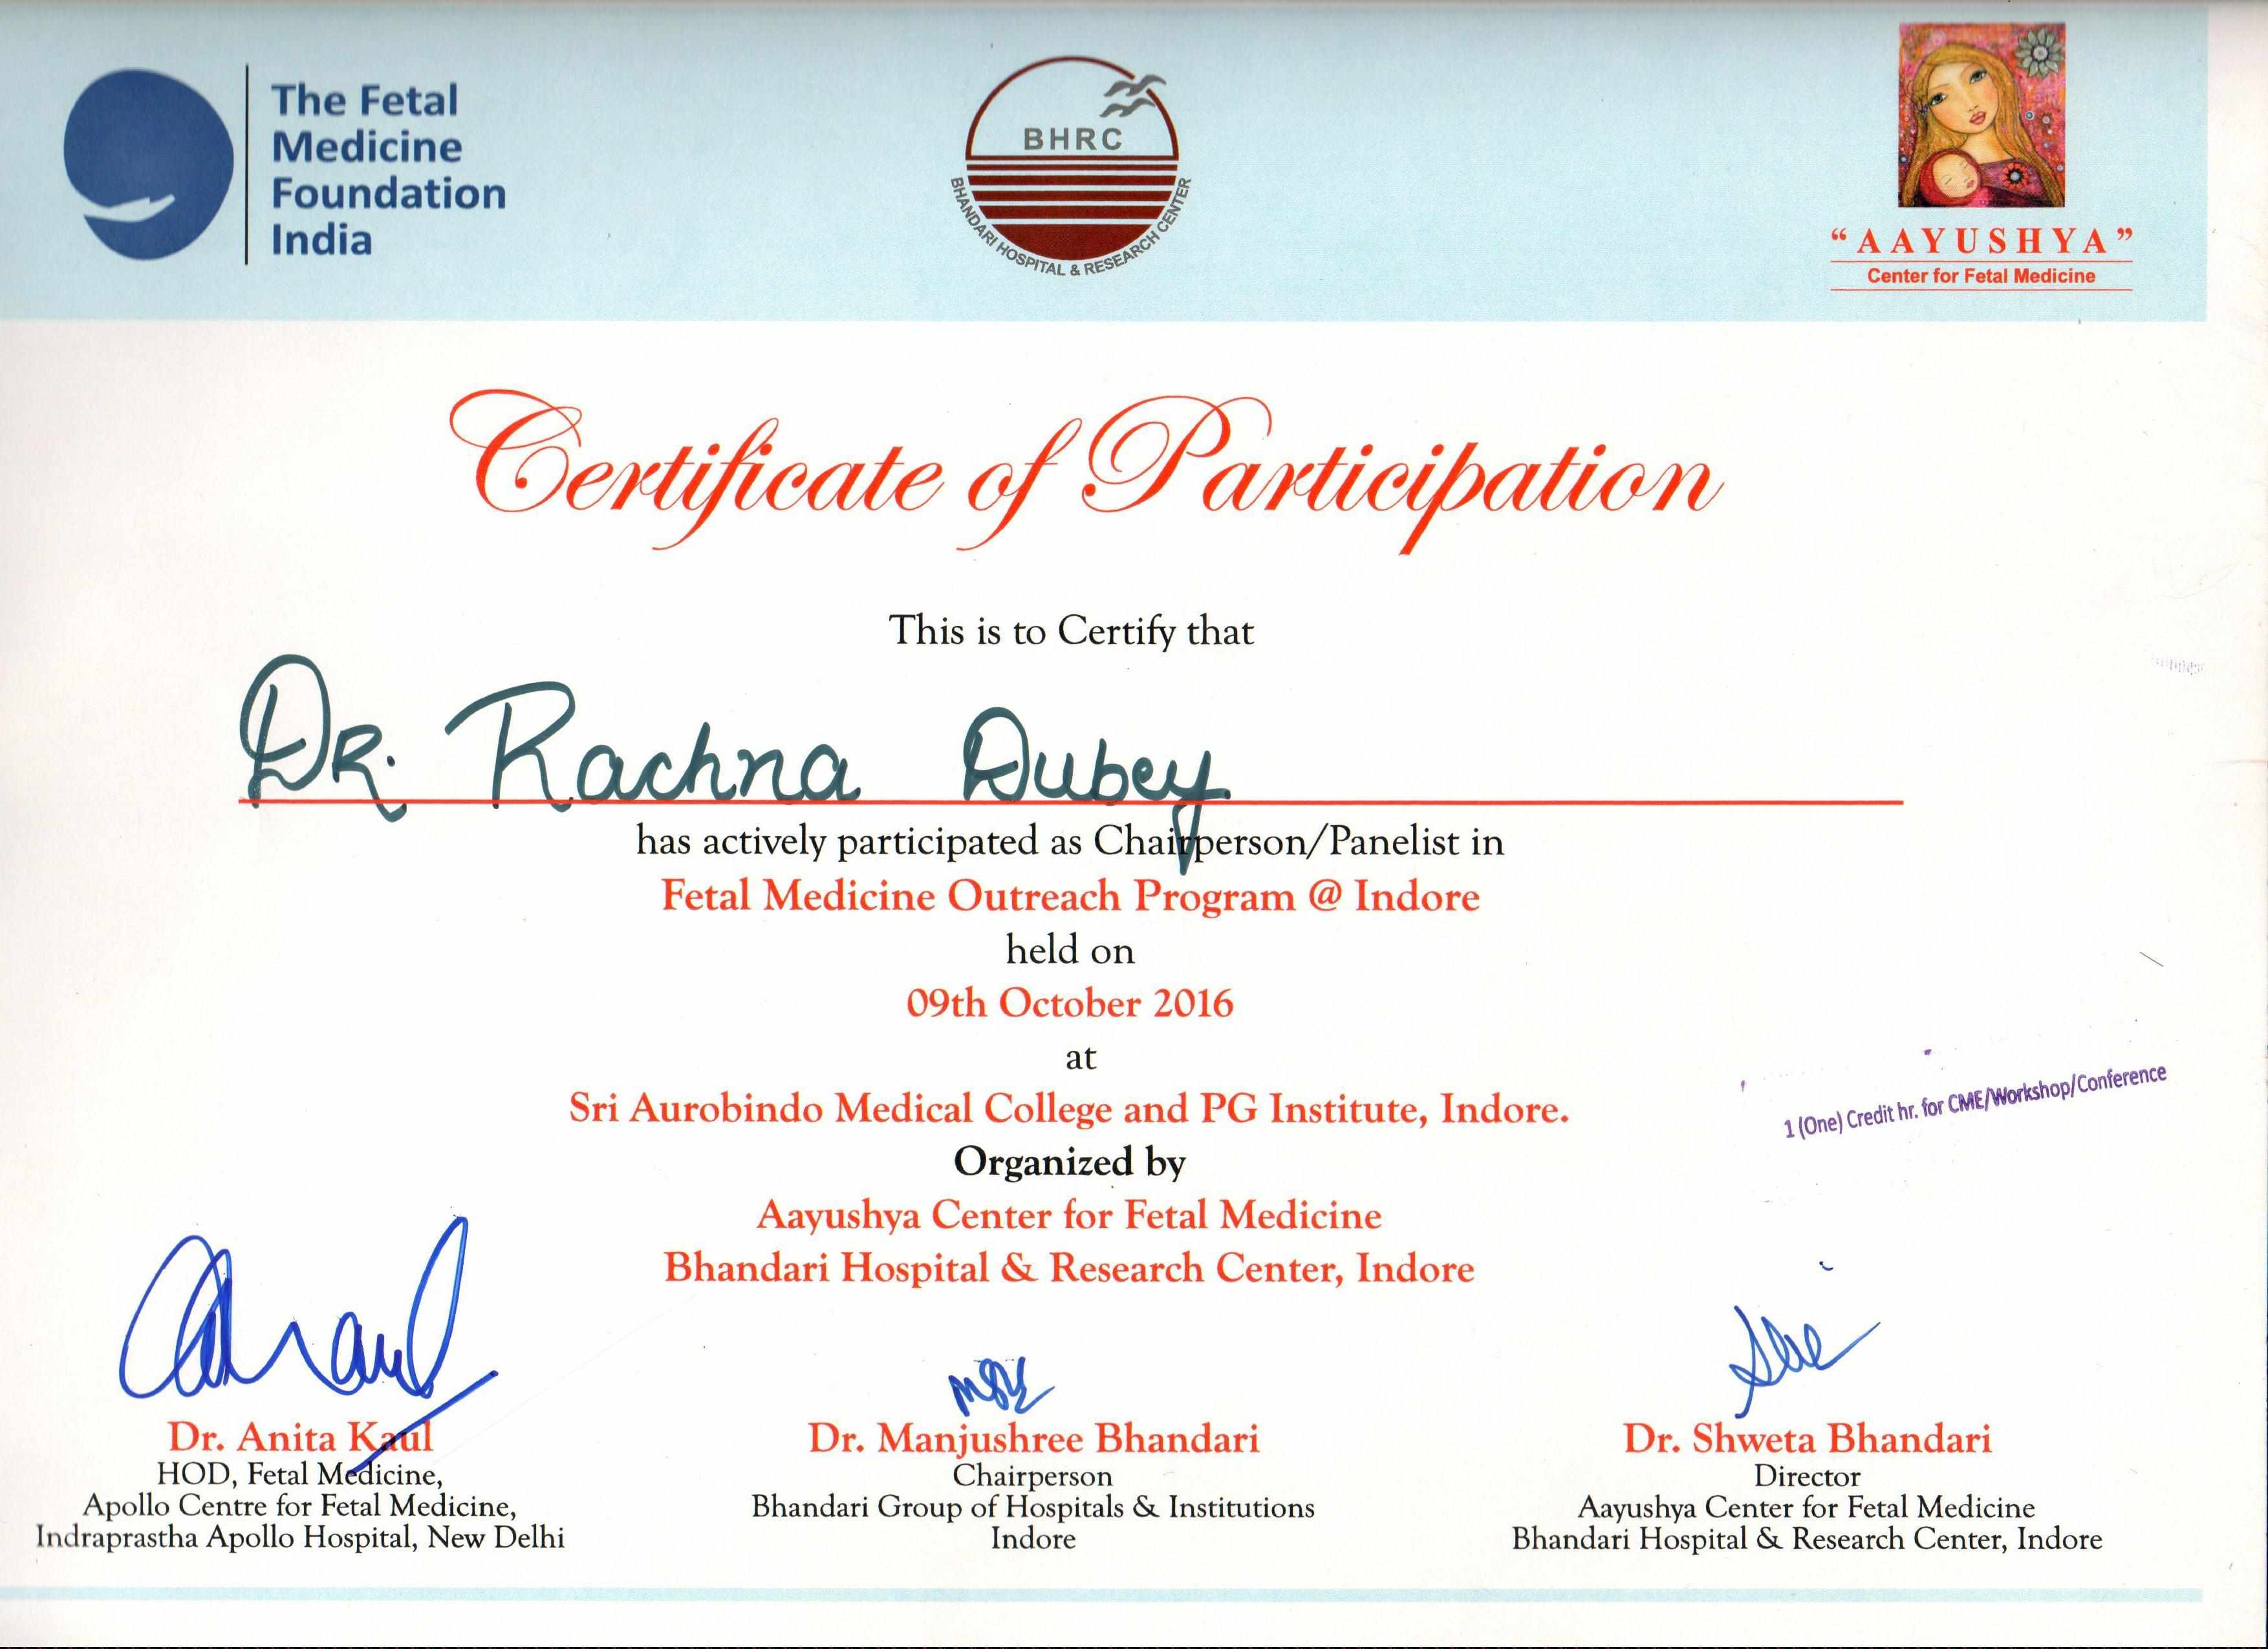 The Fetal
Medicine
Foundation
India
BHRC
BHANDARI HOSPITAL & RESEARCH CENTER
“AAYUSHYA”
Center for Fetal Medicine
Certificate of Participation
This is to Certify that
DR. Rachna Dubey
has actively participated as Chairperson/Panelist in
Fetal Medicine Outreach Program @ Indore
held on
09th October 2016
at
Sri Aurobindo Medical College and PG Institute, Indore.
1 (One) Credit hr. for CME/Workshop/Conference
Organized by
Aayushya Center for Fetal Medicine
Bhandari Hospital & Research Center, Indore
Dr. Anita Kaul
HOD, Fetal Medicine,
Apollo Centre for Fetal Medicine,
Indraprastha Apollo Hospital, New Delhi
Dr. Manjushree Bhandari
Chairperson
Bhandari Group of Hospitals & Institutions
Indore
Dr. Shweta Bhandari
Director
Aayushya Center for Fetal Medicine
Bhandari Hospital & Research Center, Indore